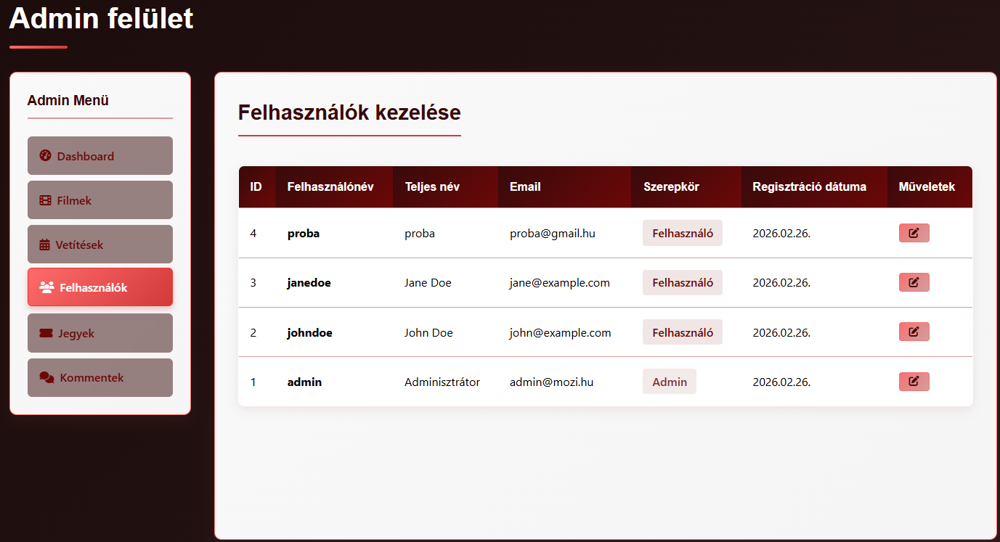 Admin felület
Admin Menü
Dashboard
Filmek
Vetítések
Felhasználók
Jegyek
Kommentek
Felhasználók kezelése
ID Felhasználónév Teljes név Email Szerepkör Regisztráció dátuma Műveletek
4 proba proba proba@gmail.hu Felhasználó 2026.02.26.
3 janedoe Jane Doe jane@example.com Felhasználó 2026.02.26.
2 johndoe John Doe john@example.com Felhasználó 2026.02.26.
1 admin Adminisztrátor admin@mozi.hu Admin 2026.02.26.